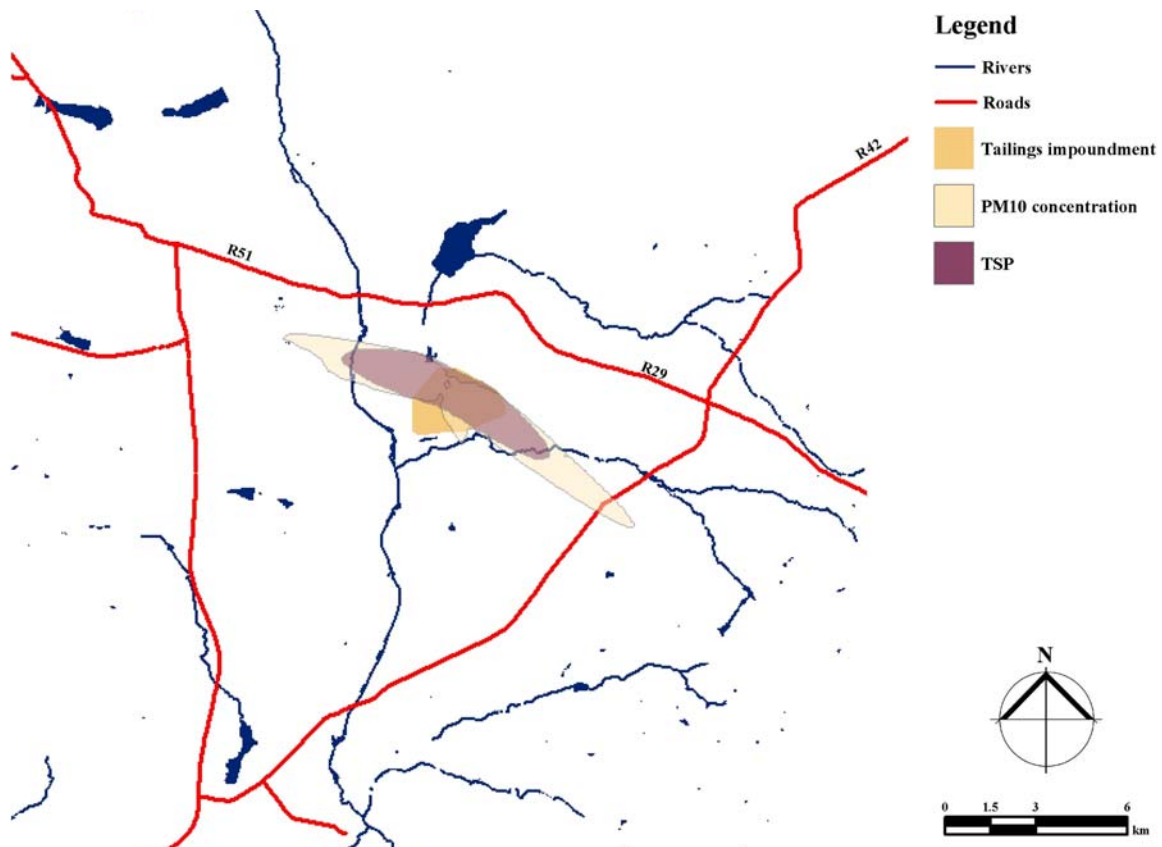 Legend
Rivers
Roads
Tailings impoundment
PM10 concentration
TSP
R42
R51
R29
N
0 1.5 3 6
km